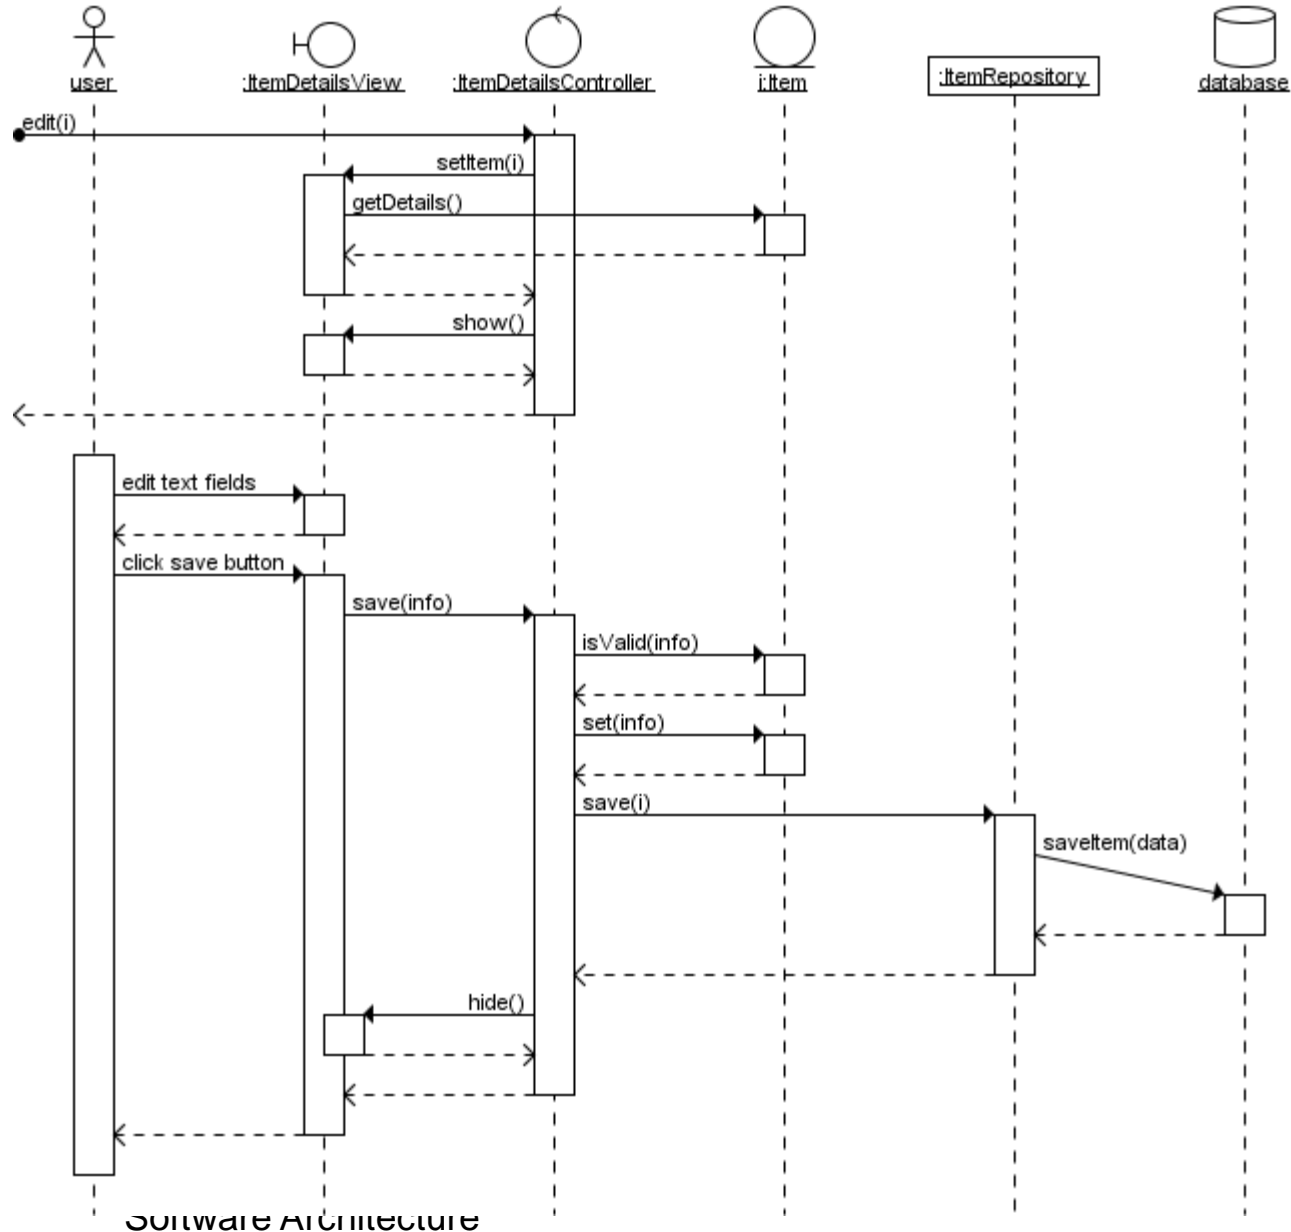 user
:ItemDetailsView
:ItemDetailsController
i:Item
:ItemRepository
database
edit(i)
setItem(i)
getDetails()
show()
edit text fields
click save button
save(info)
isValid(info)
set(info)
save(i)
saveItem(data)
hide()
Software Architecture